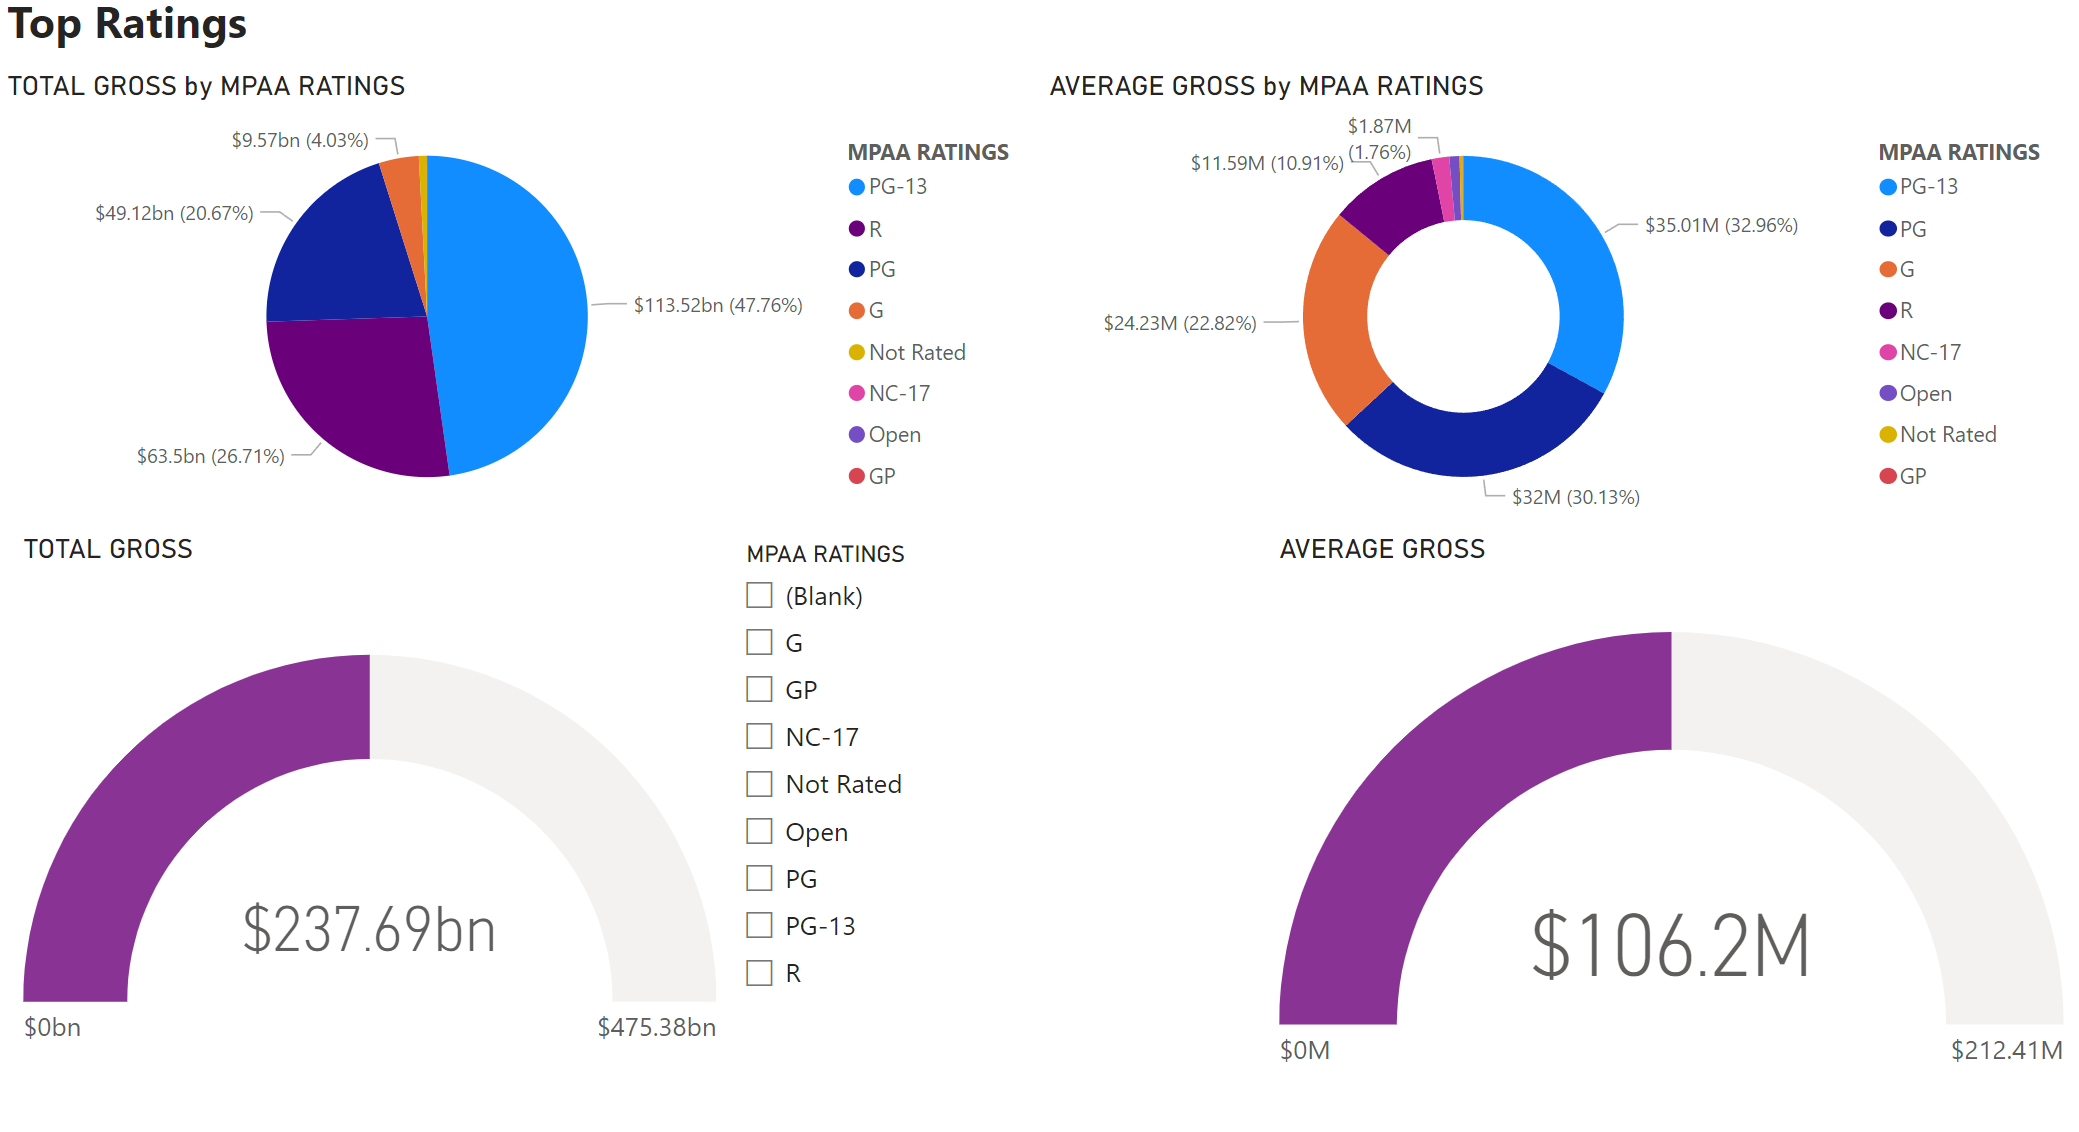 Top Ratings
TOTAL GROSS by MPAA RATINGS
$9.57bn (4.03%)
$49.12bn (20.67%)
$113.52bn (47.76%)
$63.5bn (26.71%)
MPAA RATINGS
PG-13
R
PG
G
Not Rated
NC-17
Open
GP
AVERAGE GROSS by MPAA RATINGS
$1.87M
(1.76%)
$11.59M (10.91%)
$35.01M (32.96%)
$24.23M (22.82%)
$32M (30.13%)
MPAA RATINGS
PG-13
PG
G
R
NC-17
Open
Not Rated
GP
TOTAL GROSS
$237.69bn
$0bn
$475.38bn
MPAA RATINGS
(Blank)
G
GP
NC-17
Not Rated
Open
PG
PG-13
R
AVERAGE GROSS
$106.2M
$0M
$212.41M